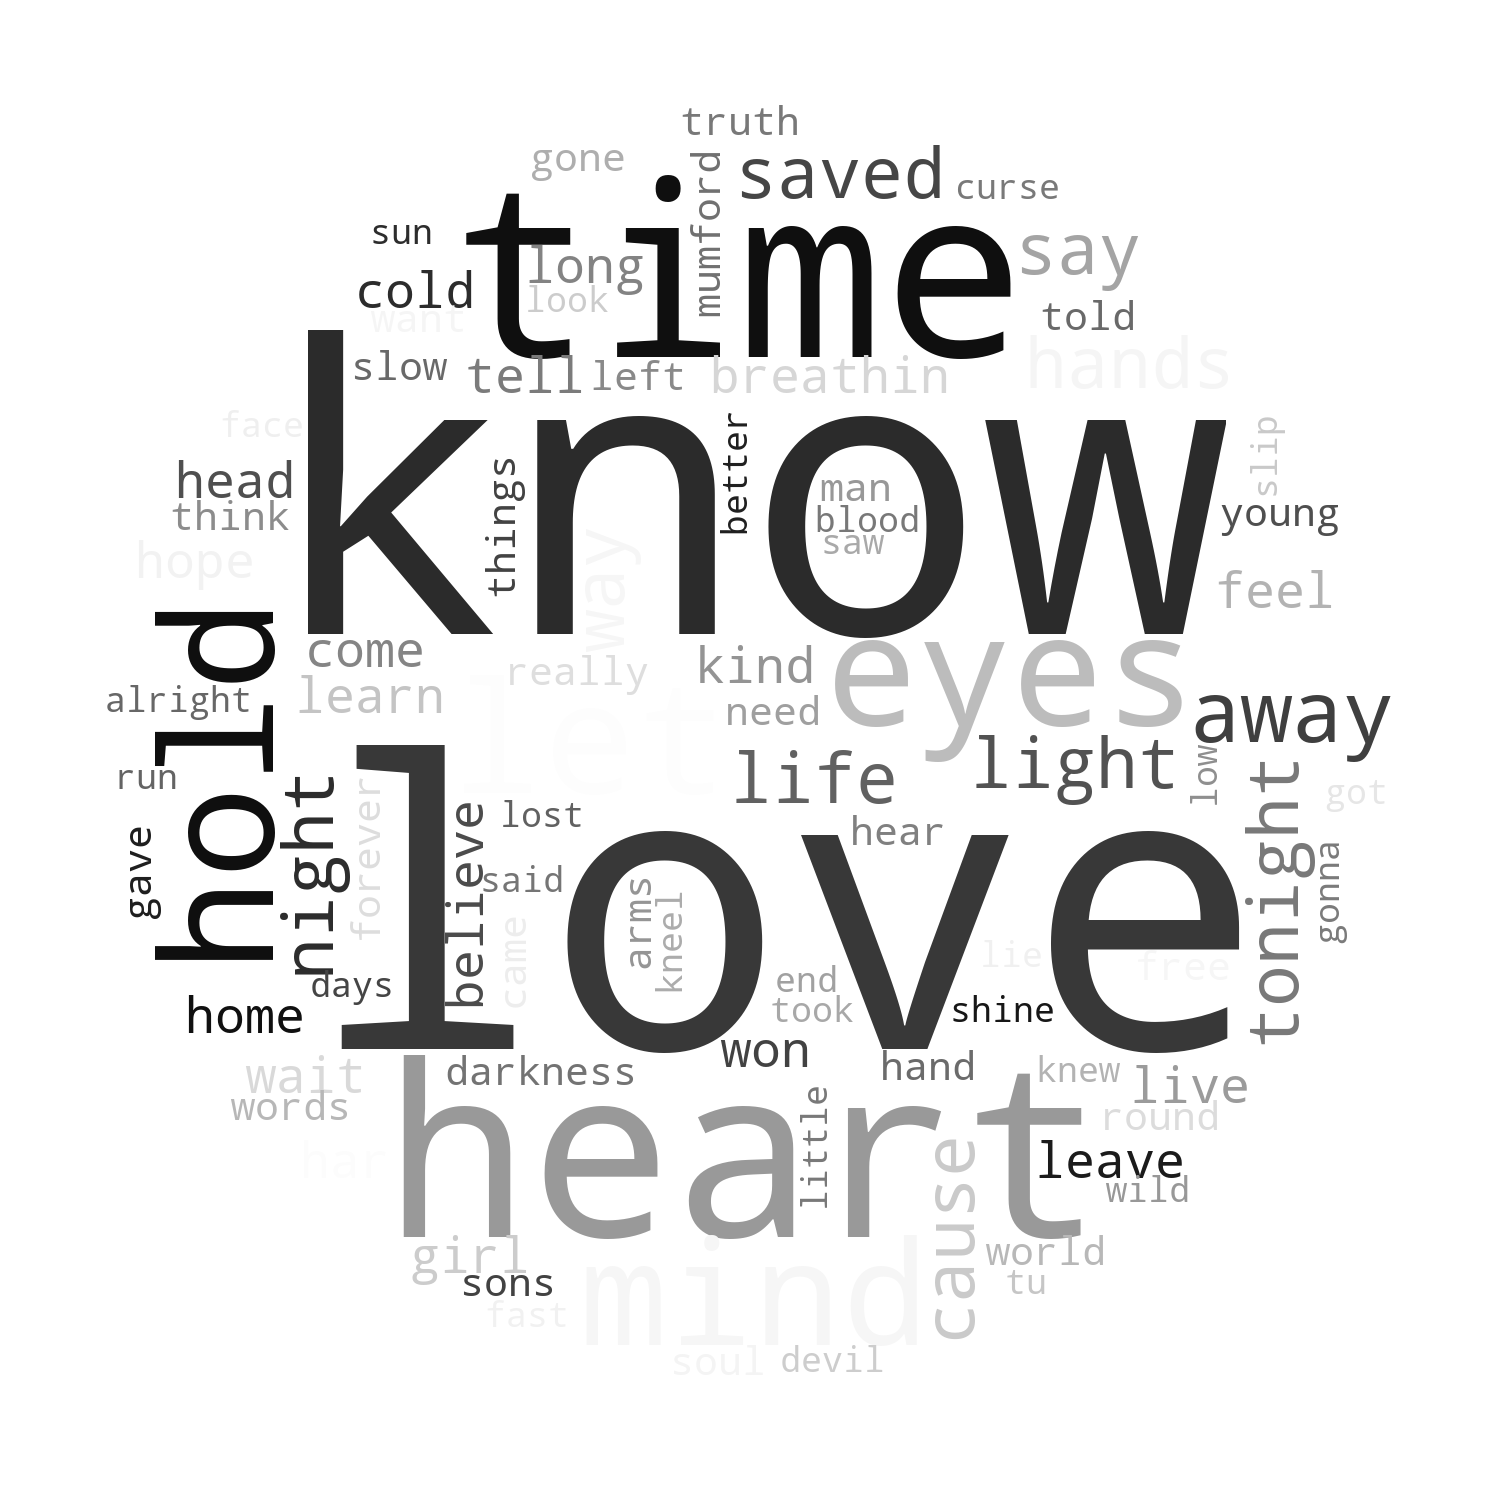 truth
gone
mumford
saved
curse
sun
time
long
say
cold
look
want
told
slow
tell
left
breathin
hands
face
know
better
slip
head
things
man
think
blood
young
saw
hope
way
feel
hold
come
really
kind
eyes
alright
learn
let
need
away
run
night
forever
life
light
low
tonight
got
gave
believe
lost
hear
gonna
love
said
arms
kneel
came
lie
free
days
end
home
took
shine
won
wait
darkness
hand
knew
live
words
little
round
har
heart
cause
leave
wild
girl
mind
world
sons
tu
fast
soul
devil